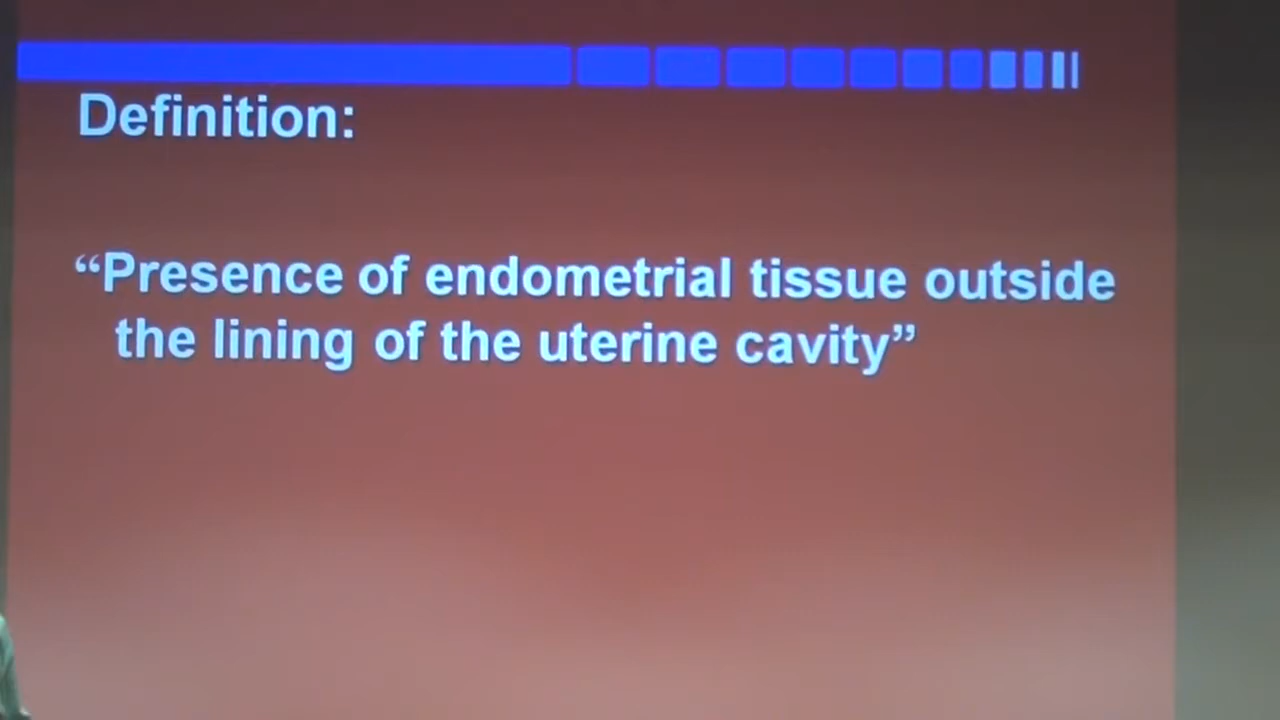 Definition:
“Presence of endometrial tissue outside
the lining of the uterine cavity”